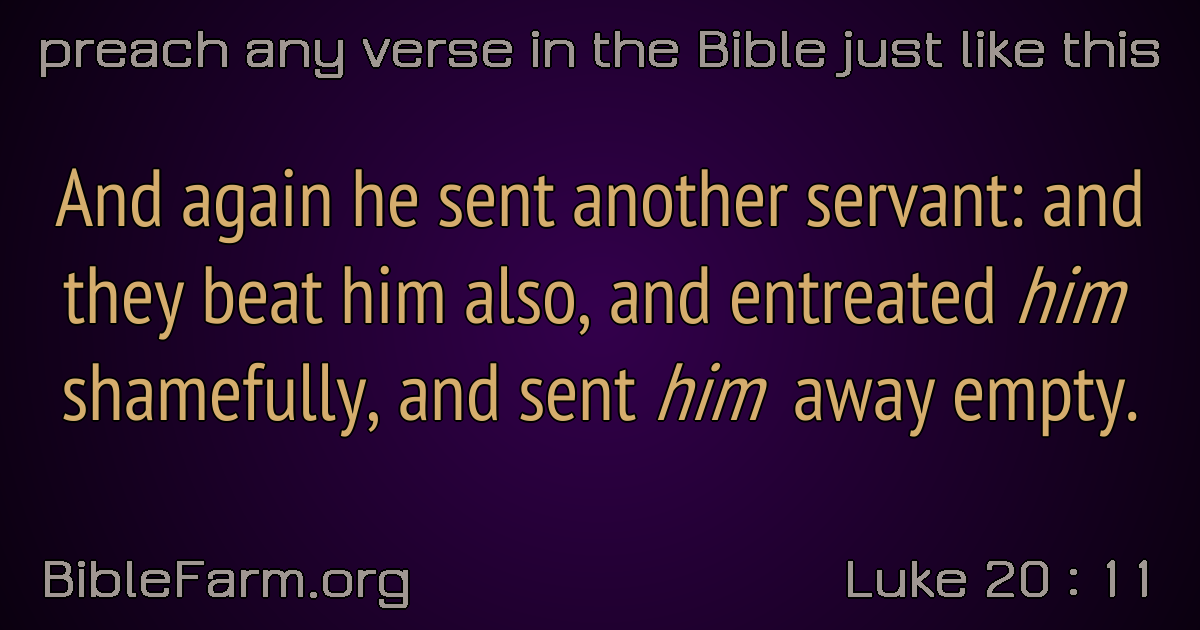 preach any verse in the Bible just like this
And again he sent another servant: and
they beat him also, and entreated him
shamefully, and sent him away empty.
BibleFarm.org
Luke 20 : 11